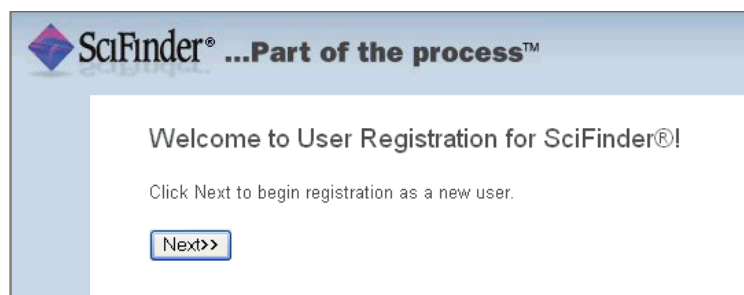 SciFinder® ...Part of the process™
Welcome to User Registration for SciFinder®!
Click Next to begin registration as a new user.
Next>>